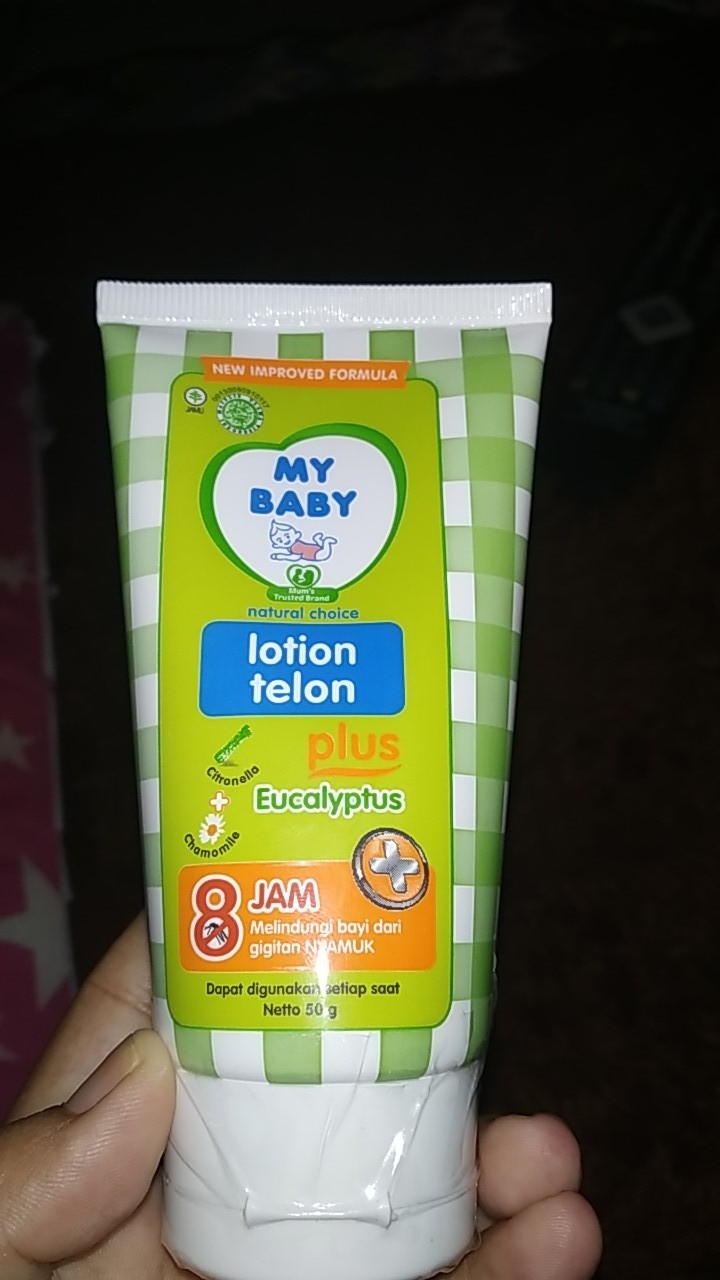 NEW IMPROVED FORMULA
JAMU
MY
BABY
Mum's
Trusted Brand
natural choice
lotion
telon
plus
Citronella
Eucalyptus
Chamomile
8 JAM
Melindungi bayi dari
gigitan NYAMUK
Dapat digunakan setiap saat
Netto 50 g